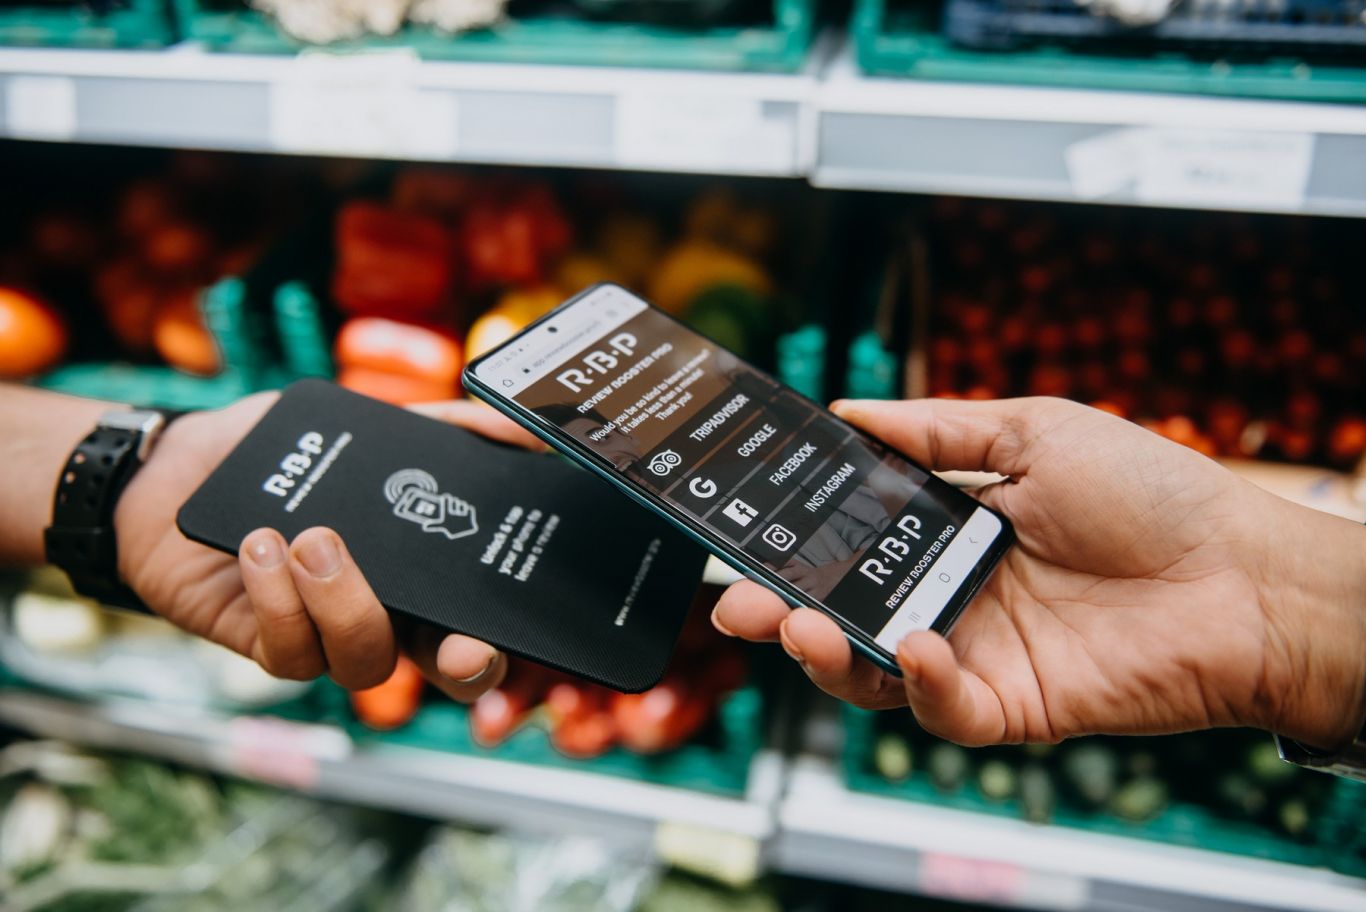 R·B·P
Unlock & tap
your phone to
leave a review
R·B·P
REVIEW BOOSTER PRO
Would you be so kind to leave a review?
It takes less than a minute!
Thank you!
TRIPADVISOR
GOOGLE
FACEBOOK
INSTAGRAM
R·B·P
REVIEW BOOSTER PRO